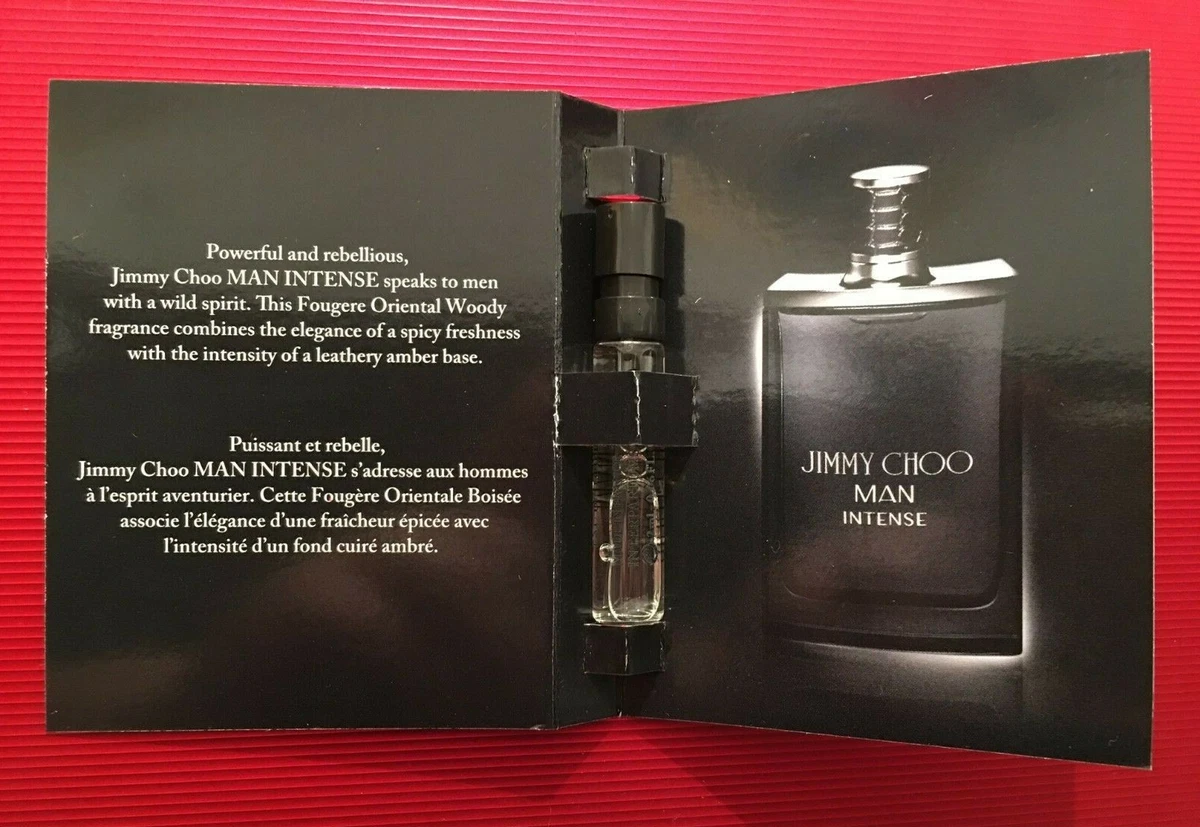 Powerful and rebellious,
Jimmy Choo MAN INTENSE speaks to men
with a wild spirit. This Fougere Oriental Woody
fragrance combines the elegance of a spicy freshness
with the intensity of a leathery amber base.
Puissant et rebelle,
Jimmy Choo MAN INTENSE s’adresse aux hommes
à l’esprit aventurier. Cette Fougère Orientale Boisée
associe l’élégance d’une fraîcheur épicée avec
l’intensité d’un fond cuiré ambré.
JIMMY CHOO
MAN
INTENSE